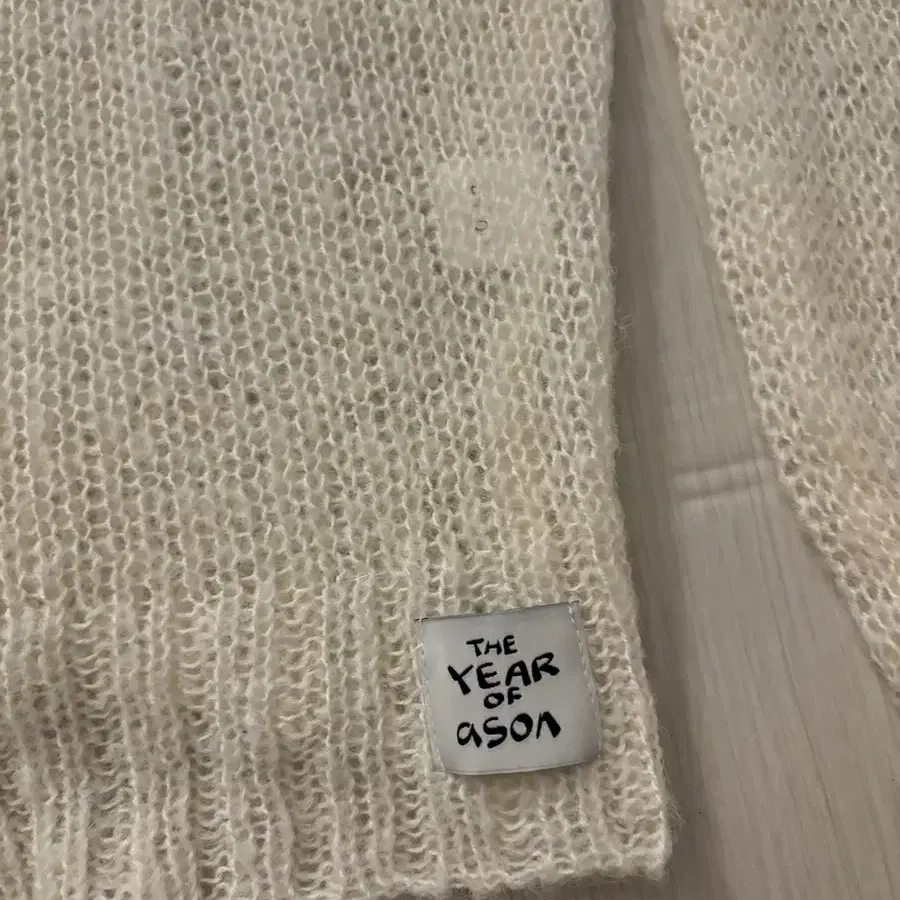 THE
YEAR
OF
ason